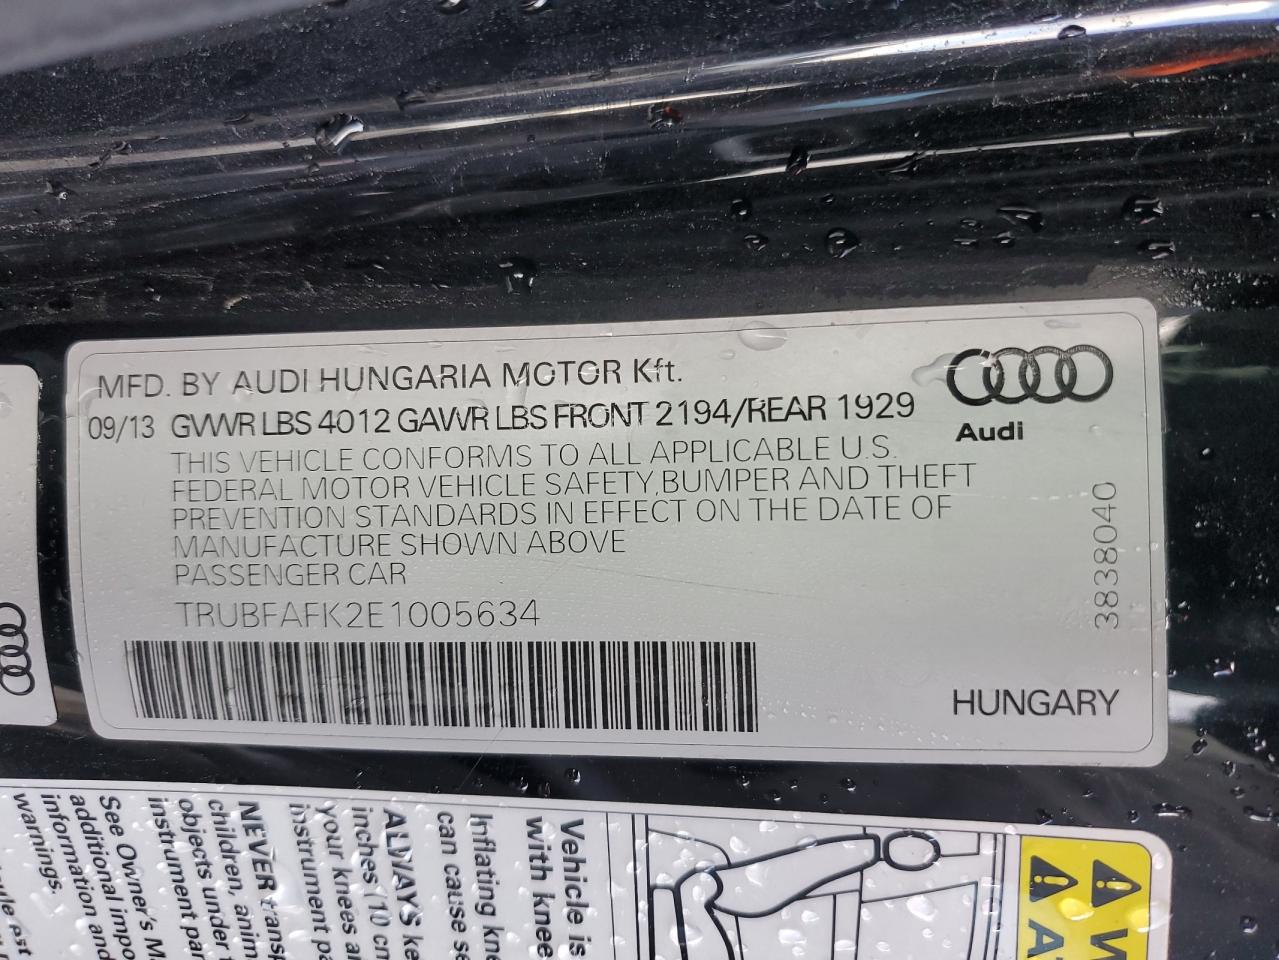 MFD. BY AUDI HUNGARIA MOTOR Kft.
09/13 GVWR LBS 4012 GAWR LBS FRONT 2194/REAR 1929
Audi
THIS VEHICLE CONFORMS TO ALL APPLICABLE U.S.
FEDERAL MOTOR VEHICLE SAFETY,BUMPER AND THEFT
PREVENTION STANDARDS IN EFFECT ON THE DATE OF
MANUFACTURE SHOWN ABOVE
PASSENGER CAR
TRUBFAFK2E1005634
3838040
HUNGARY
Vehicle is
with knee
Inflating kne
can cause se
ALWAYS ke
inches (10 cm
your knees a
instrument pa
NEVER transp
children, anim
objects under t
instrument par
See Owner's Ma
additional impo
information and
warnings.